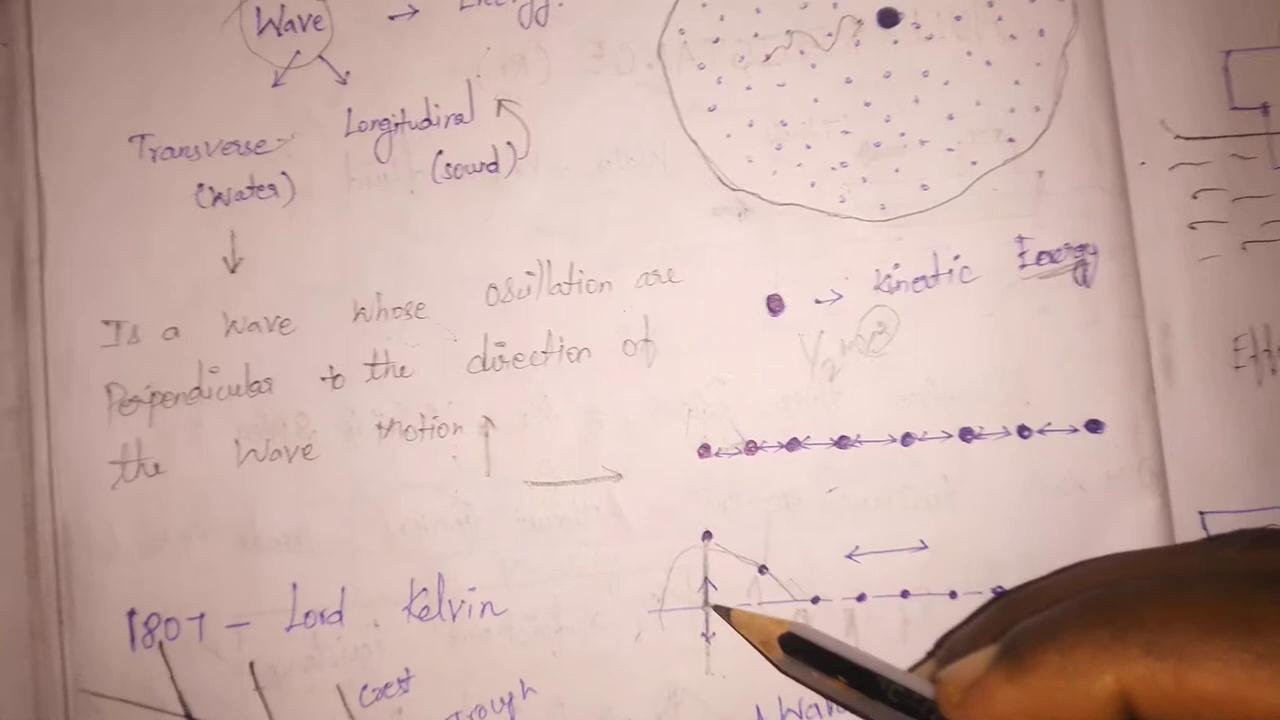 Wave →
Transverse
(Water)
Longitudinal
(sound)
Is a wave whose oscillation are
Perpendicular to the direction of
the Wave motion
→ Kinetic Energy
1807 - Lord Kelvin
Crest